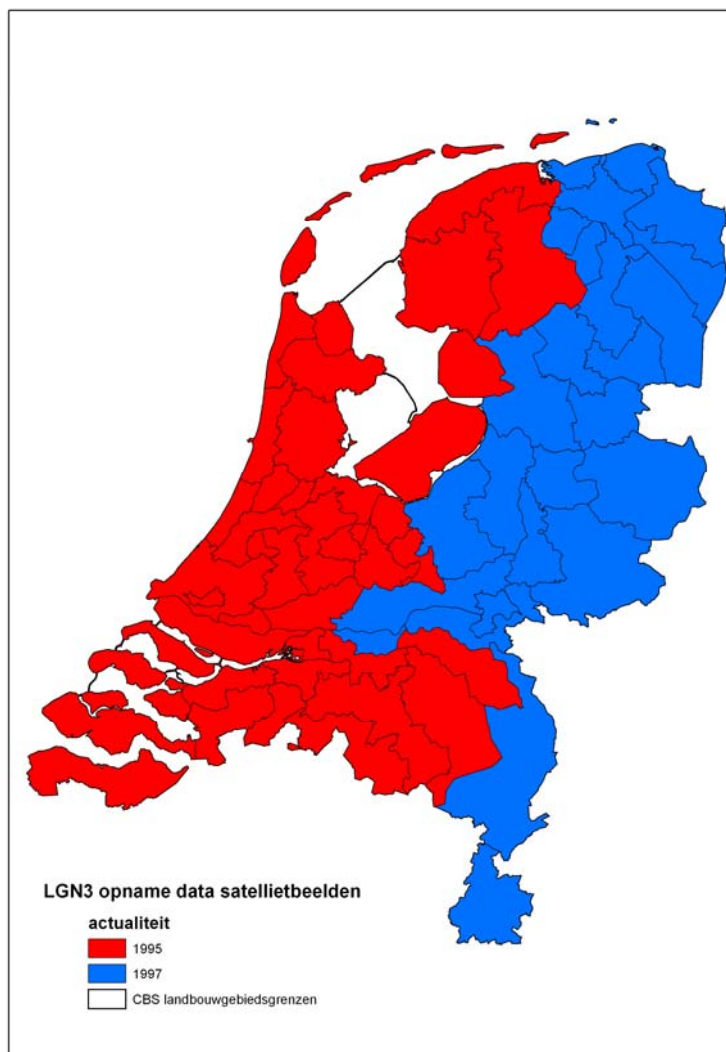 LGN3 opname data satellietbeelden
actualiteit
1995
1997
CBS landbouwgebiedsgrenzen